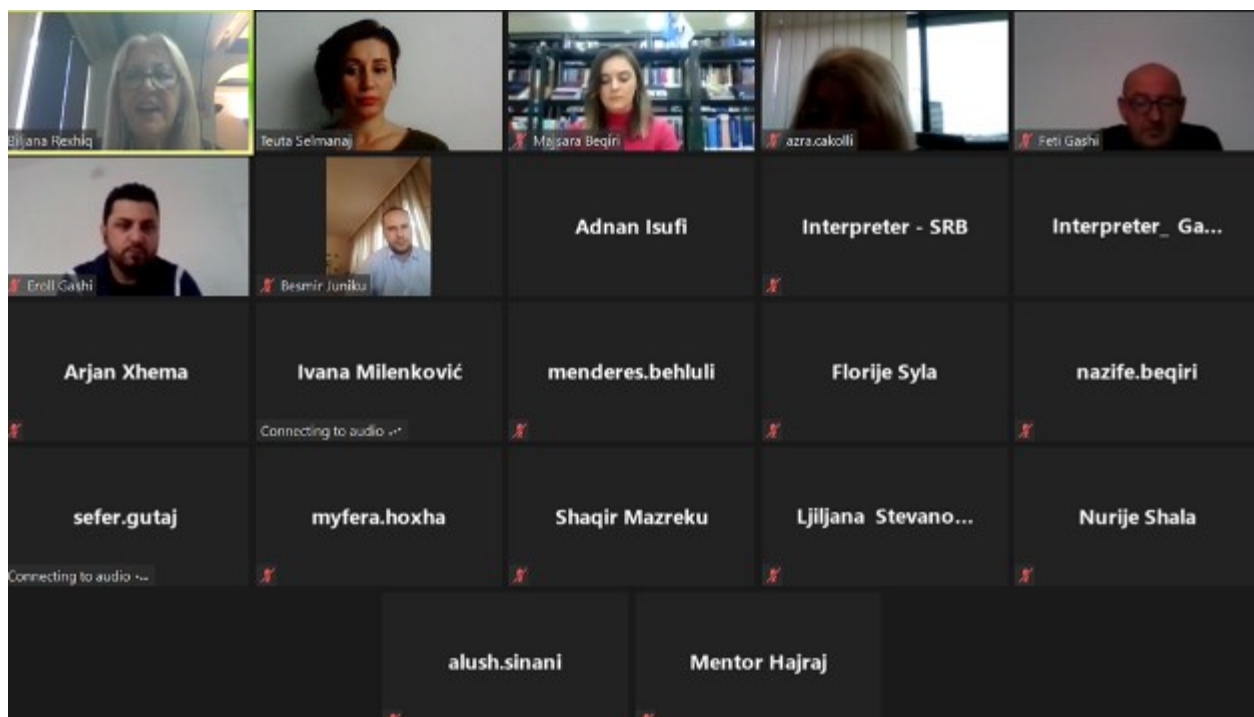 Biljana Rexhiq
Teuta Selmanaj
Majsara Beqiri
azra.cakolli
Feti Gashi
Eroll Gashi
Besmir Juniku
Adnan Isufi
Interpreter - SRB
Interpreter_ Ga...
Arjan Xhema
Ivana Milenković
Connecting to audio
menderes.behluli
Florije Syla
nazife.beqiri
sefer.gutaj
Connecting to audio
myfera.hoxha
Shaqir Mazreku
Ljiljana Stevano...
Nurije Shala
alush.sinani
Mentor Hajraj